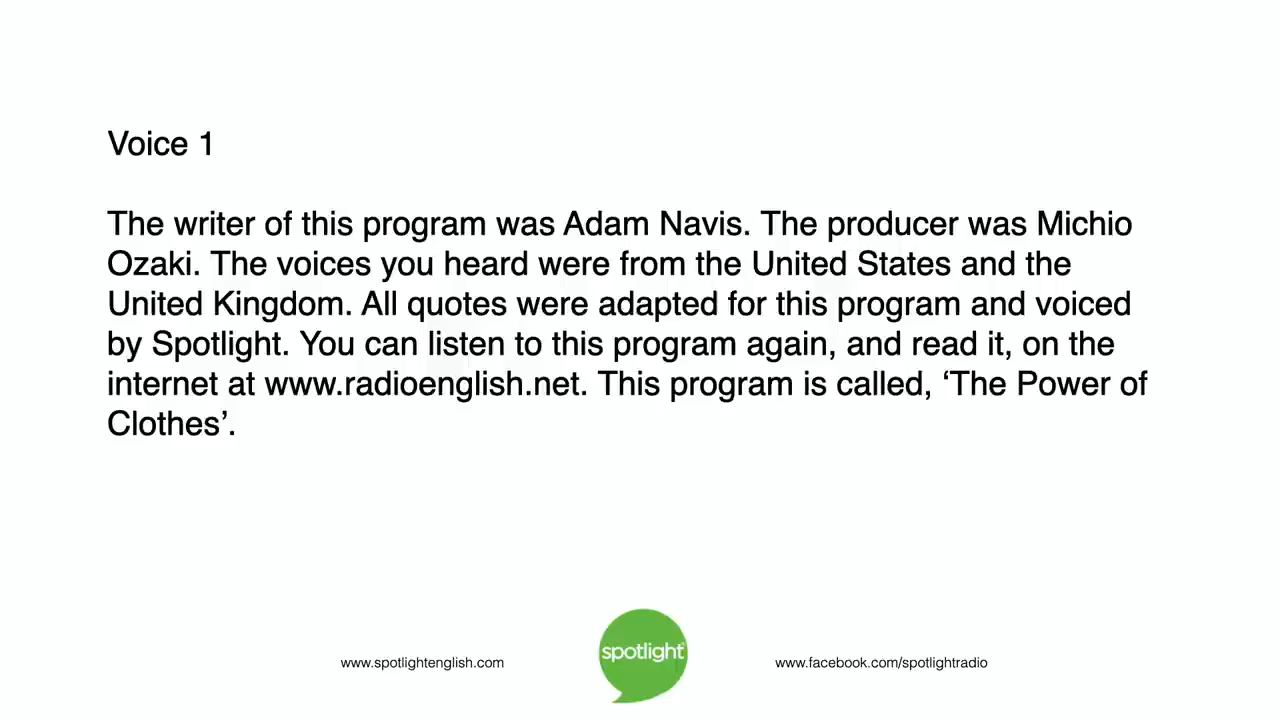 Voice 1
The writer of this program was Adam Navis. The producer was Michio
Ozaki. The voices you heard were from the United States and the
United Kingdom. All quotes were adapted for this program and voiced
by Spotlight. You can listen to this program again, and read it, on the
internet at www.radioenglish.net. This program is called, ‘The Power of
Clothes’.
www.spotlightenglish.com
spotlight
www.facebook.com/spotlightradio